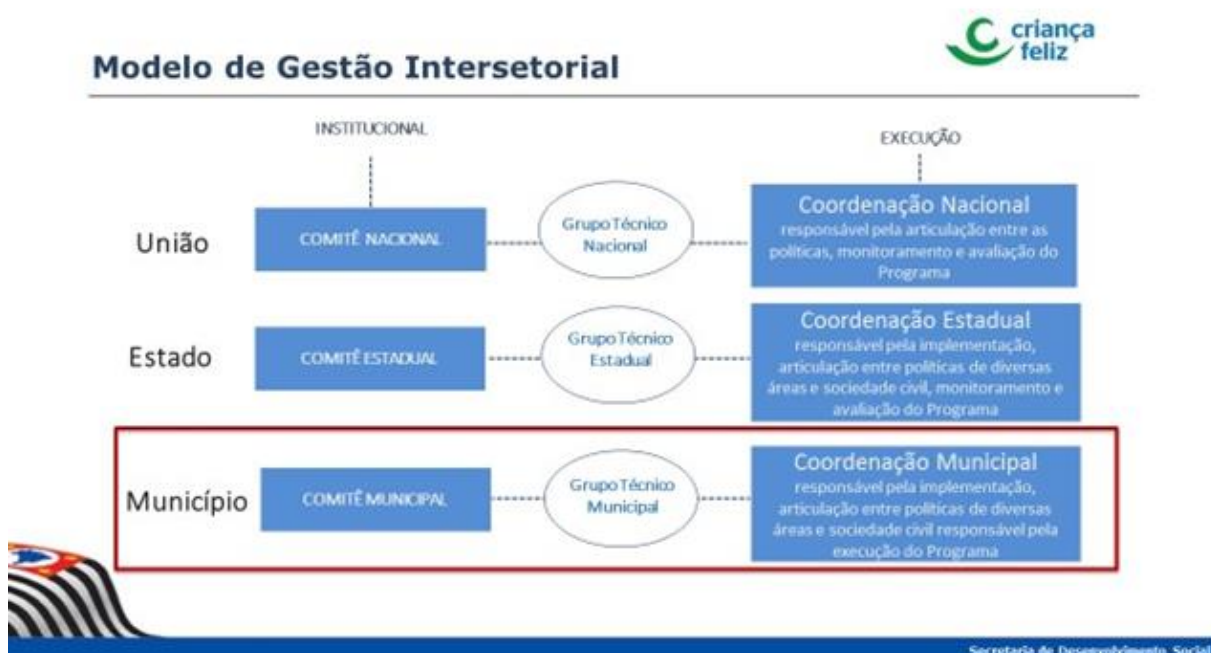 criança
feliz
Modelo de Gestão Intersetorial
INSTITUCIONAL
EXECUÇÃO
União
COMITÊ NACIONAL
Grupo Técnico
Nacional
Coordenação Nacional
responsável pela articulação entre as
políticas, monitoramento e avaliação do
Programa
Estado
COMITÊ ESTADUAL
Grupo Técnico
Estadual
Coordenação Estadual
responsável pela implementação,
articulação entre políticas de diversas
áreas e sociedade civil, monitoramento e
avaliação do Programa
Município
COMITÊ MUNICIPAL
Grupo Técnico
Municipal
Coordenação Municipal
responsável pela implementação,
articulação entre políticas de diversas
áreas e sociedade civil responsável pela
execução do Programa
Secretaria de Desenvolvimento Social